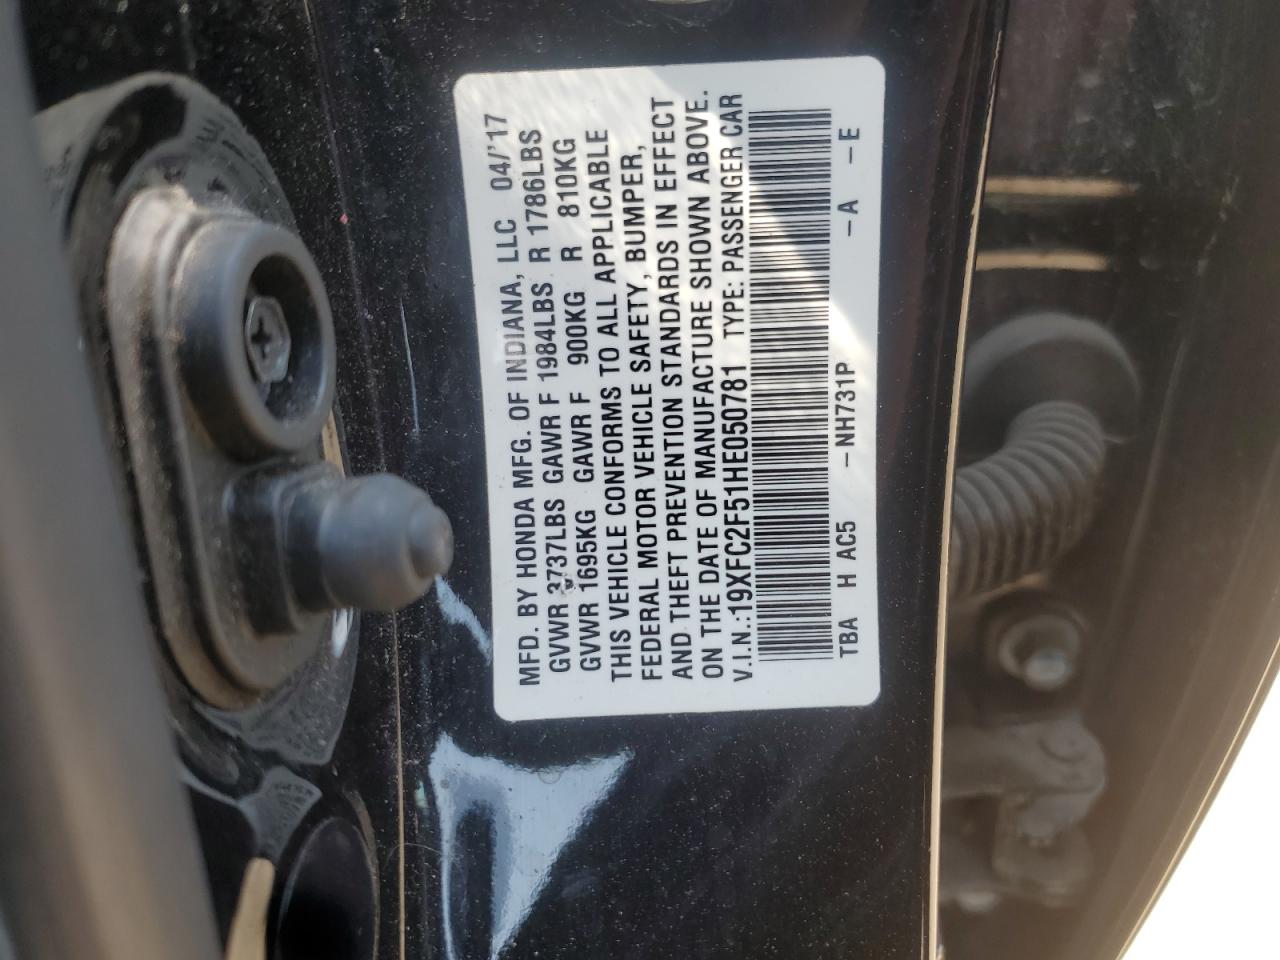 MFD. BY HONDA MFG. OF INDIANA, LLC 04/'17
GVWR 3737LBS GAWR F 1984LBS R 1786LBS
GVWR 1695KG GAWR F 900KG R 810KG
THIS VEHICLE CONFORMS TO ALL APPLICABLE
FEDERAL MOTOR VEHICLE SAFETY, BUMPER,
AND THEFT PREVENTION STANDARDS IN EFFECT
ON THE DATE OF MANUFACTURE SHOWN ABOVE.
V.I.N.:19XFC2F51HE050781 TYPE: PASSENGER CAR
TBA H AC5 -NH731P -A -E